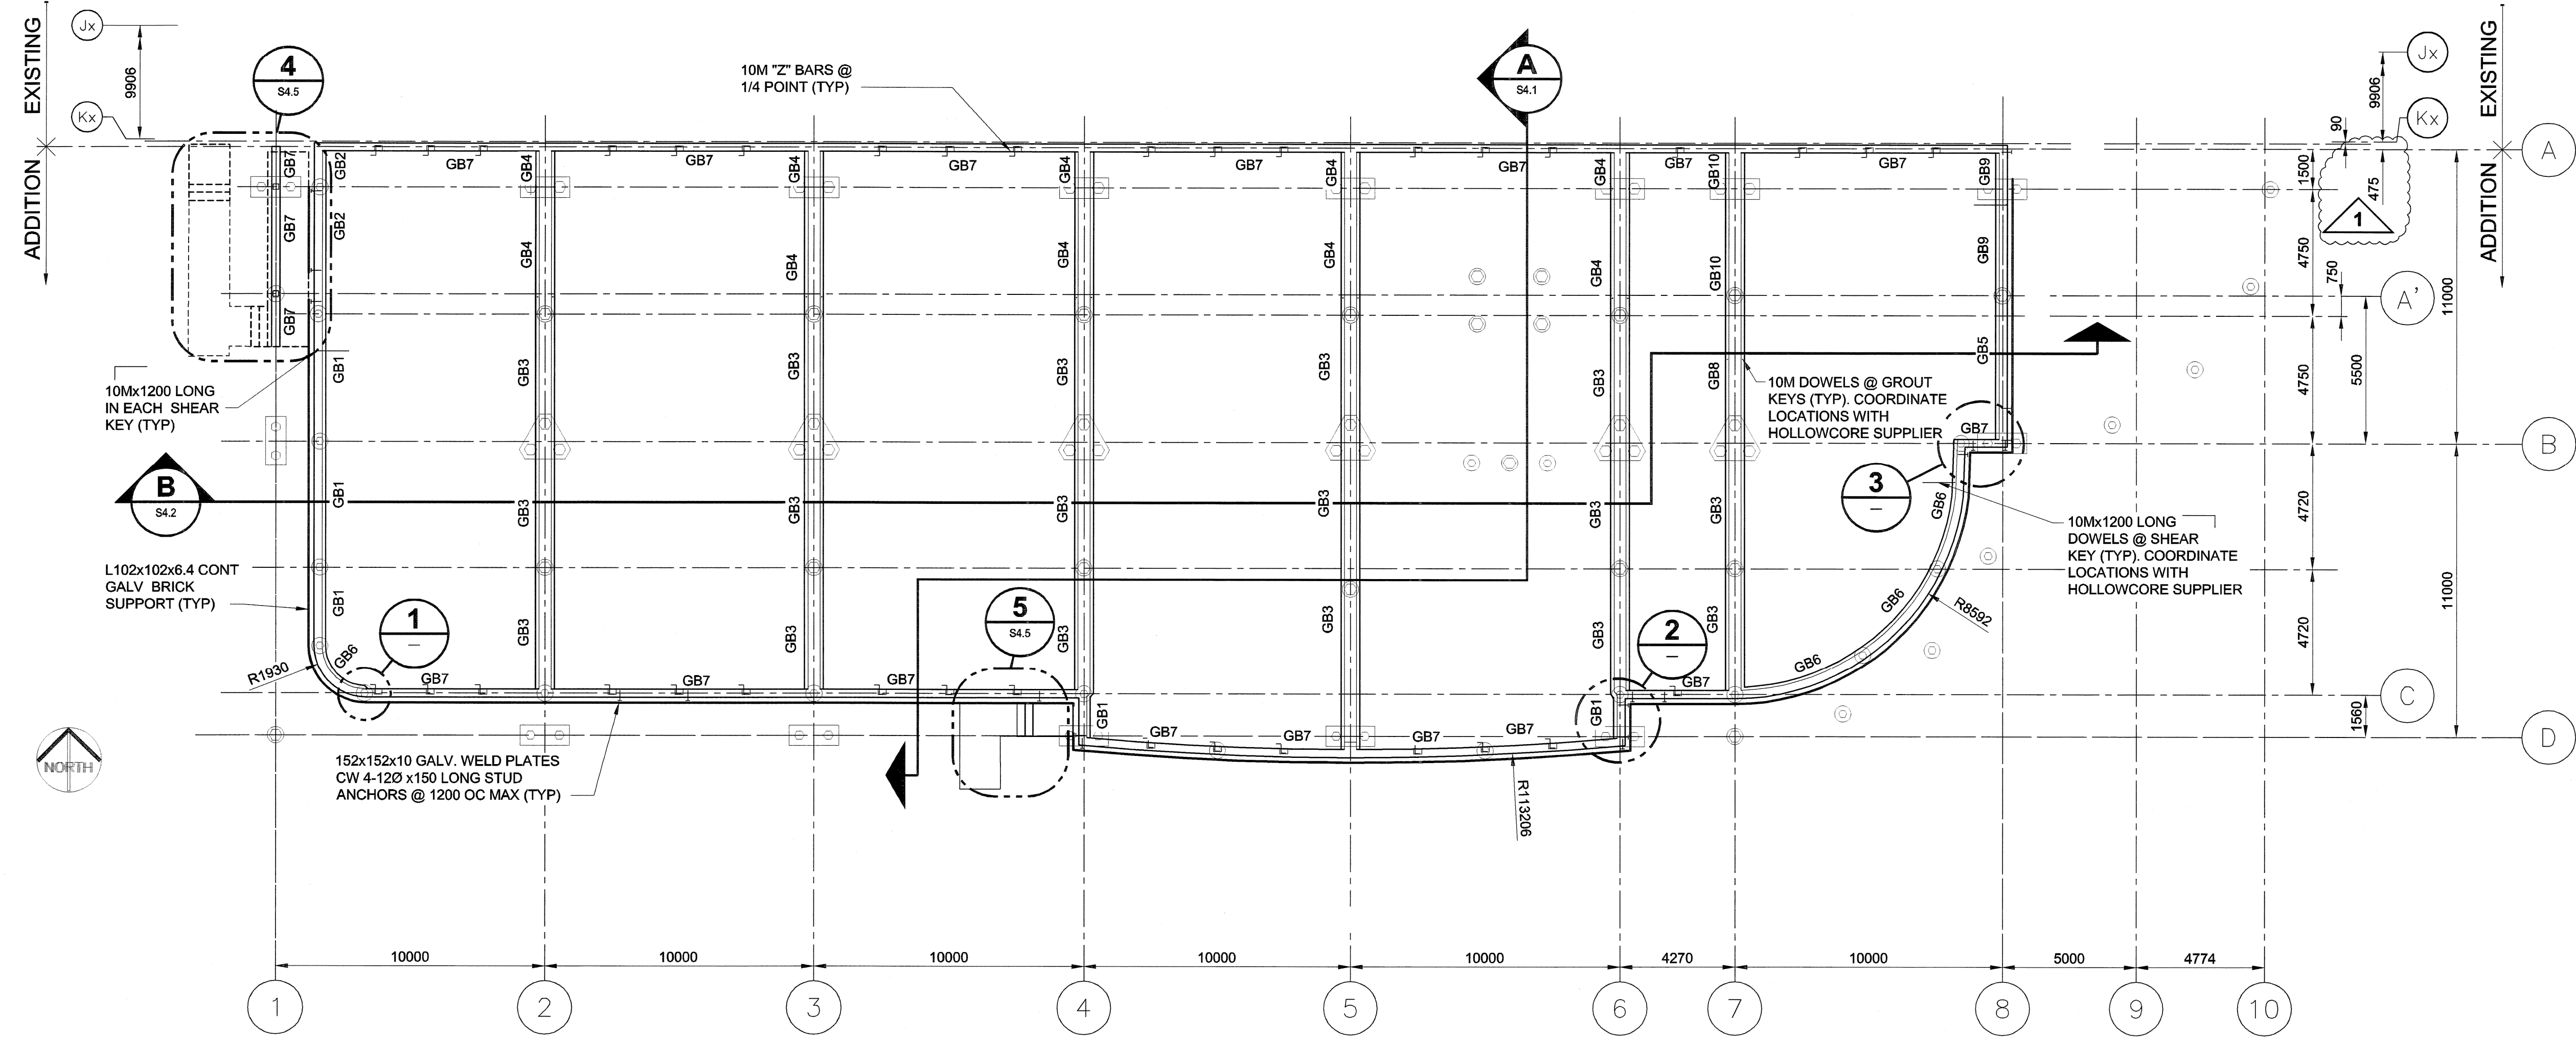 EXISTING
ADDITION
Jx
Kx
9906
4
S4.5
10M "Z" BARS @
1/4 POINT (TYP)
A
S4.1
Jx
Kx
9906
90
475
1
EXISTING
ADDITION
A
GB7
GB7
GB7
GB2
GB2
GB7
GB4
GB7
GB4
GB7
GB4
GB7
GB4
GB7
GB4
GB7
GB10
GB7
GB9
GB4
GB4
GB4
GB4
GB4
GB10
GB9
1500
4750
750
4750
5500
11000
A'
GB1
GB3
GB3
GB3
GB3
GB3
GB8
GB5
10Mx1200 LONG
IN EACH SHEAR
KEY (TYP)
10M DOWELS @ GROUT
KEYS (TYP). COORDINATE
LOCATIONS WITH
HOLLOWCORE SUPPLIER
GB7
B
B
S4.2
GB1
GB3
GB3
GB3
GB3
GB3
GB3
3
–
GB6
10Mx1200 LONG
DOWELS @ SHEAR
KEY (TYP). COORDINATE
LOCATIONS WITH
HOLLOWCORE SUPPLIER
4720
4720
11000
1560
L102x102x6.4 CONT
GALV BRICK
SUPPORT (TYP)
GB1
1
–
GB3
GB3
5
S4.5
GB3
GB3
GB3
2
–
GB3
GB6
R8592
GB6
R1930
GB6
GB7
GB7
GB7
GB7
C
GB1
GB7
GB7
GB7
GB7
GB1
D
NORTH
152x152x10 GALV. WELD PLATES
CW 4-12Ø x150 LONG STUD
ANCHORS @ 1200 OC MAX (TYP)
R113206
10000
10000
10000
10000
10000
4270
10000
5000
4774
1
2
3
4
5
6
7
8
9
10